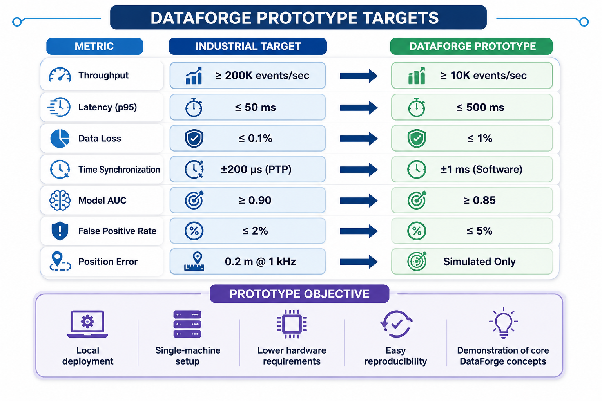 DATAFORGE PROTOTYPE TARGETS
METRIC INDUSTRIAL TARGET DATAFORGE PROTOTYPE
Throughput ≥ 200K events/sec ≥ 10K events/sec
Latency (p95) ≤ 50 ms ≤ 500 ms
Data Loss ≤ 0.1% ≤ 1%
Time Synchronization ±200 µs (PTP) ±1 ms (Software)
Model AUC ≥ 0.90 ≥ 0.85
False Positive Rate ≤ 2% ≤ 5%
Position Error 0.2 m @ 1 kHz Simulated Only
PROTOTYPE OBJECTIVE
Local deployment
Single-machine setup
Lower hardware requirements
Easy reproducibility
Demonstration of core DataForge concepts